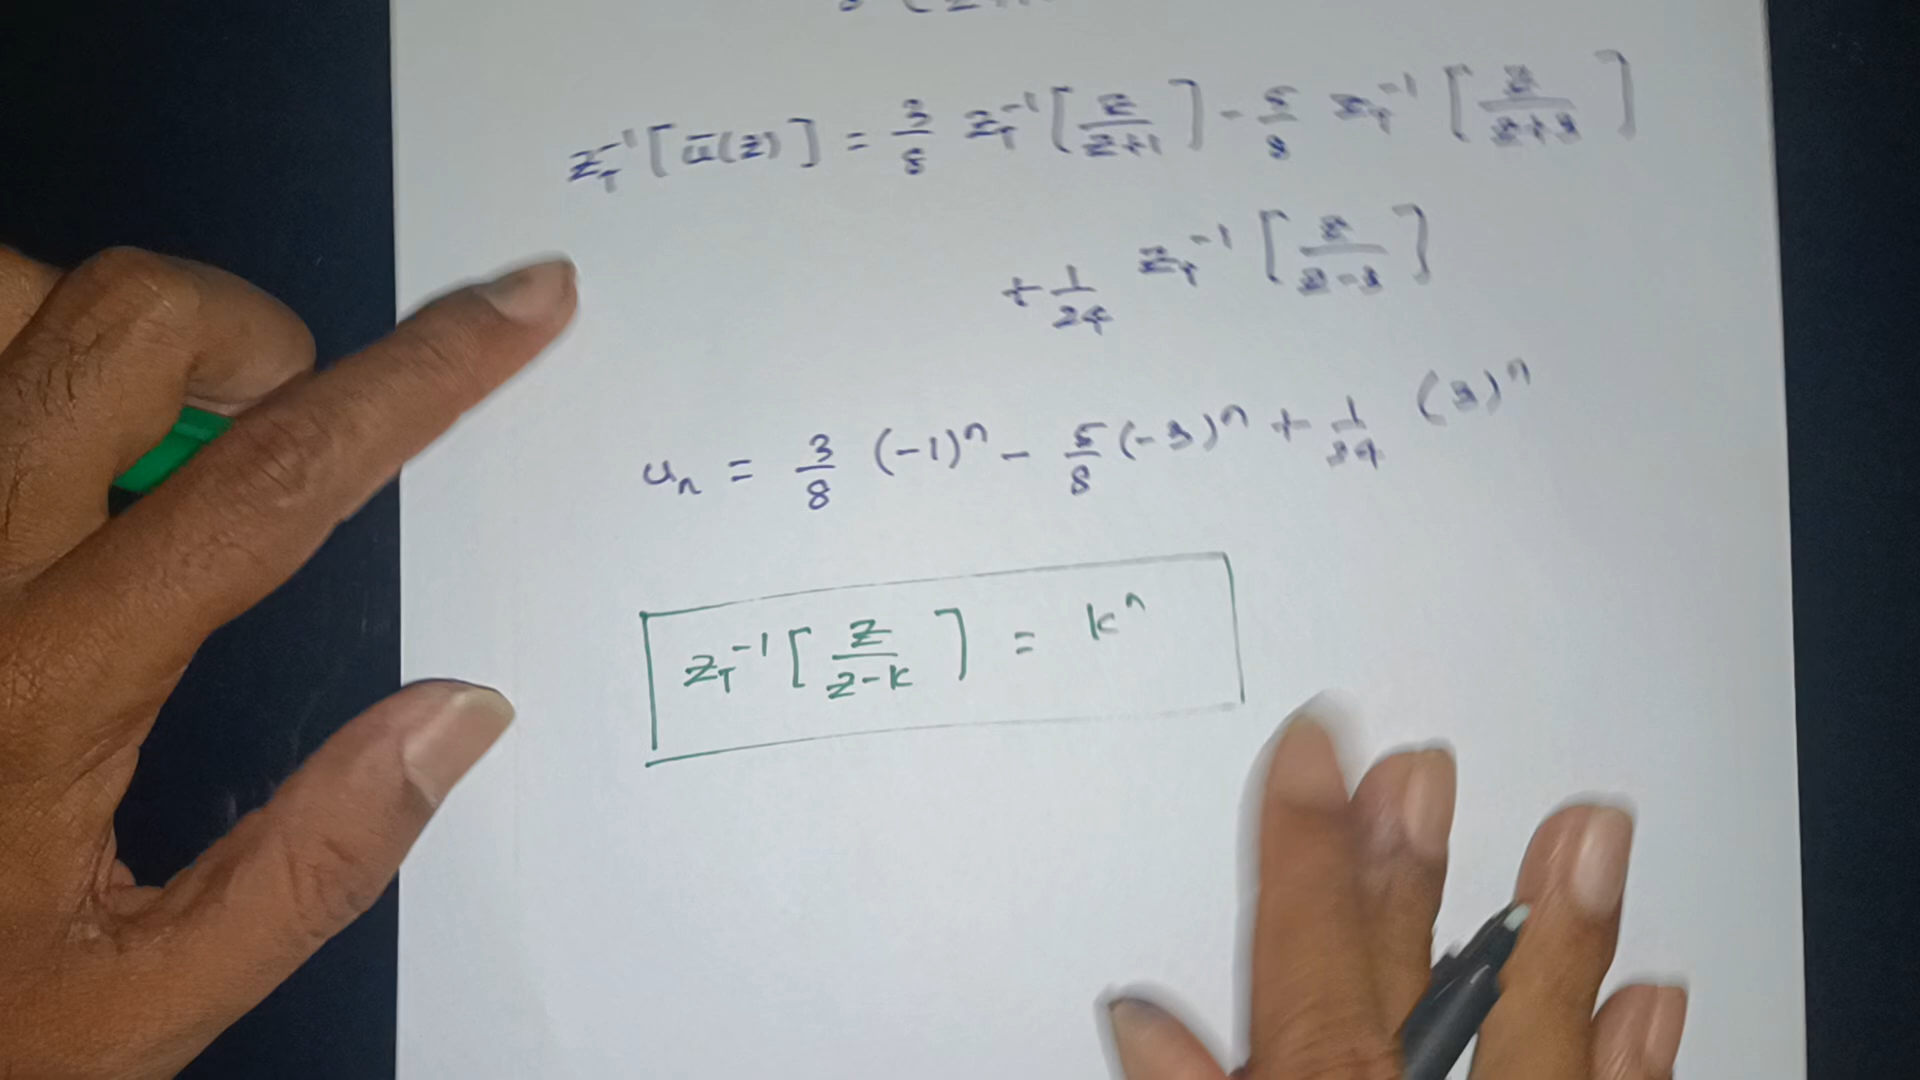 Z_T^{-1}[ū(z)] = 3/8 Z_T^{-1}[z/(z+1)] - 5/8 Z_T^{-1}[z/(z+3)]
+ 1/24 Z_T^{-1}[z/(z-3)]
u_n = 3/8 (-1)^n - 5/8 (-3)^n + 1/24 (3)^n
Z_T^{-1}[z/(z-k)] = k^n